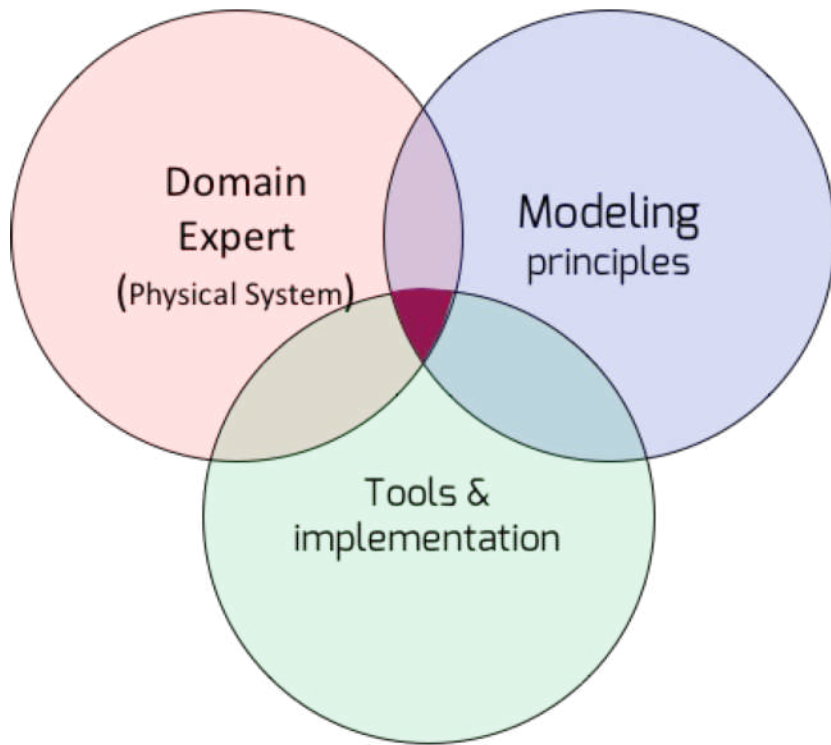 Domain
Expert
(Physical System)
Modeling
principles
Tools &
implementation